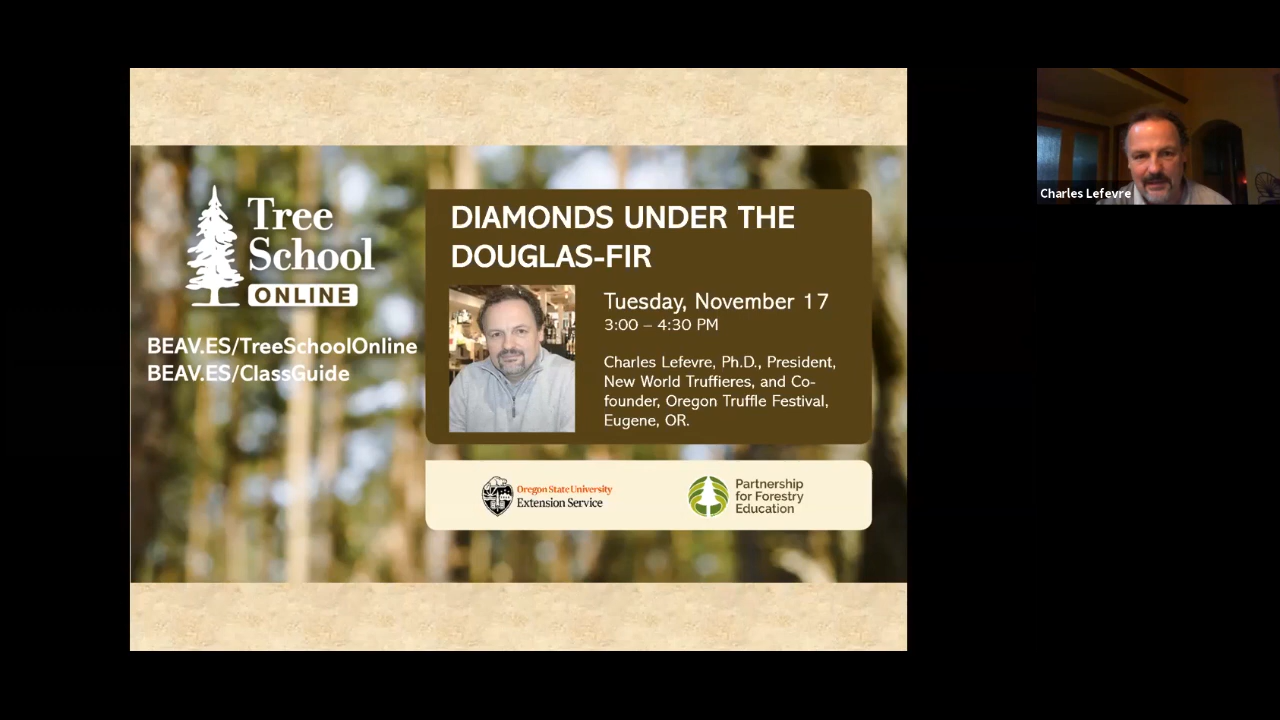 Tree
School
ONLINE
BEAV.ES/TreeSchoolOnline
BEAV.ES/ClassGuide
DIAMONDS UNDER THE
DOUGLAS-FIR
Tuesday, November 17
3:00 – 4:30 PM
Charles Lefevre, Ph.D., President,
New World Truffieres, and Co-
founder, Oregon Truffle Festival,
Eugene, OR.
Oregon State University
Extension Service
Partnership
for Forestry
Education
Charles Lefevre